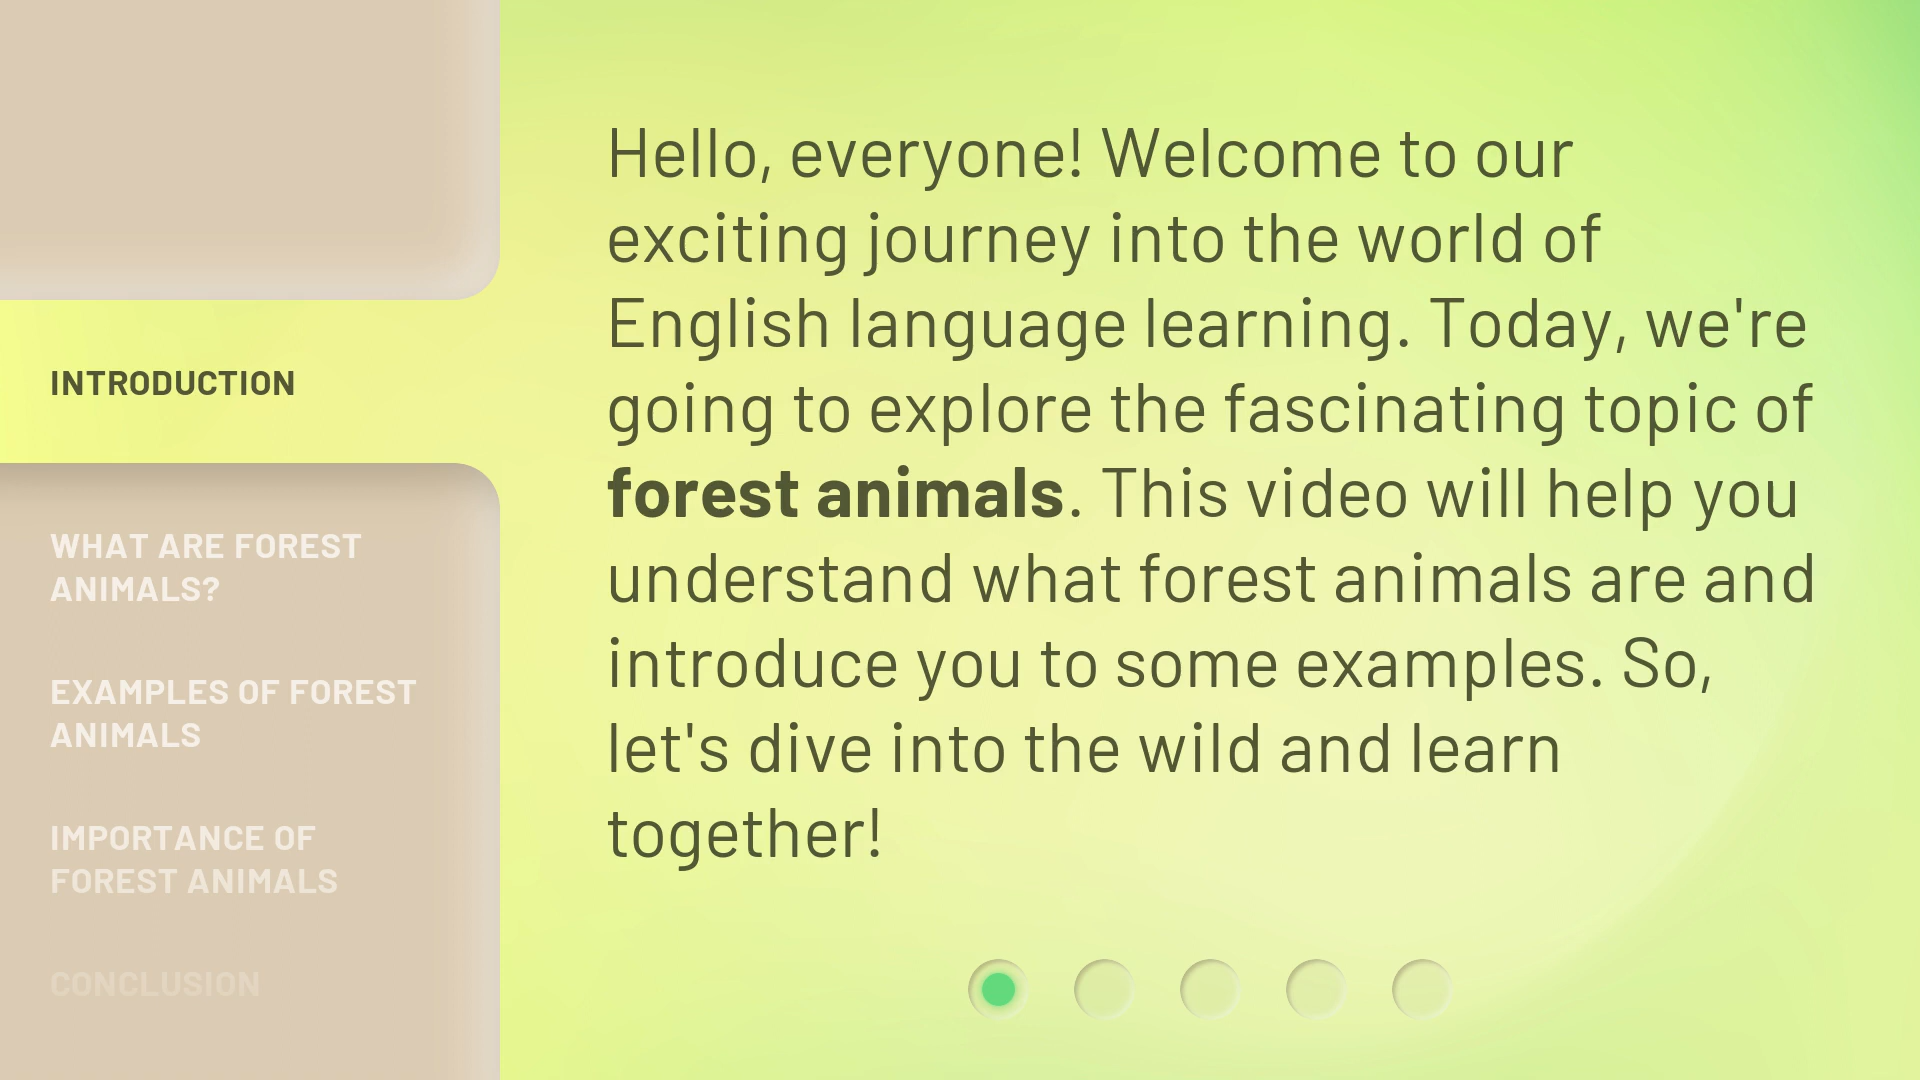 INTRODUCTION
WHAT ARE FOREST
ANIMALS?
EXAMPLES OF FOREST
ANIMALS
IMPORTANCE OF
FOREST ANIMALS
CONCLUSION
Hello, everyone! Welcome to our
exciting journey into the world of
English language learning. Today, we're
going to explore the fascinating topic of
forest animals. This video will help you
understand what forest animals are and
introduce you to some examples. So,
let's dive into the wild and learn
together!